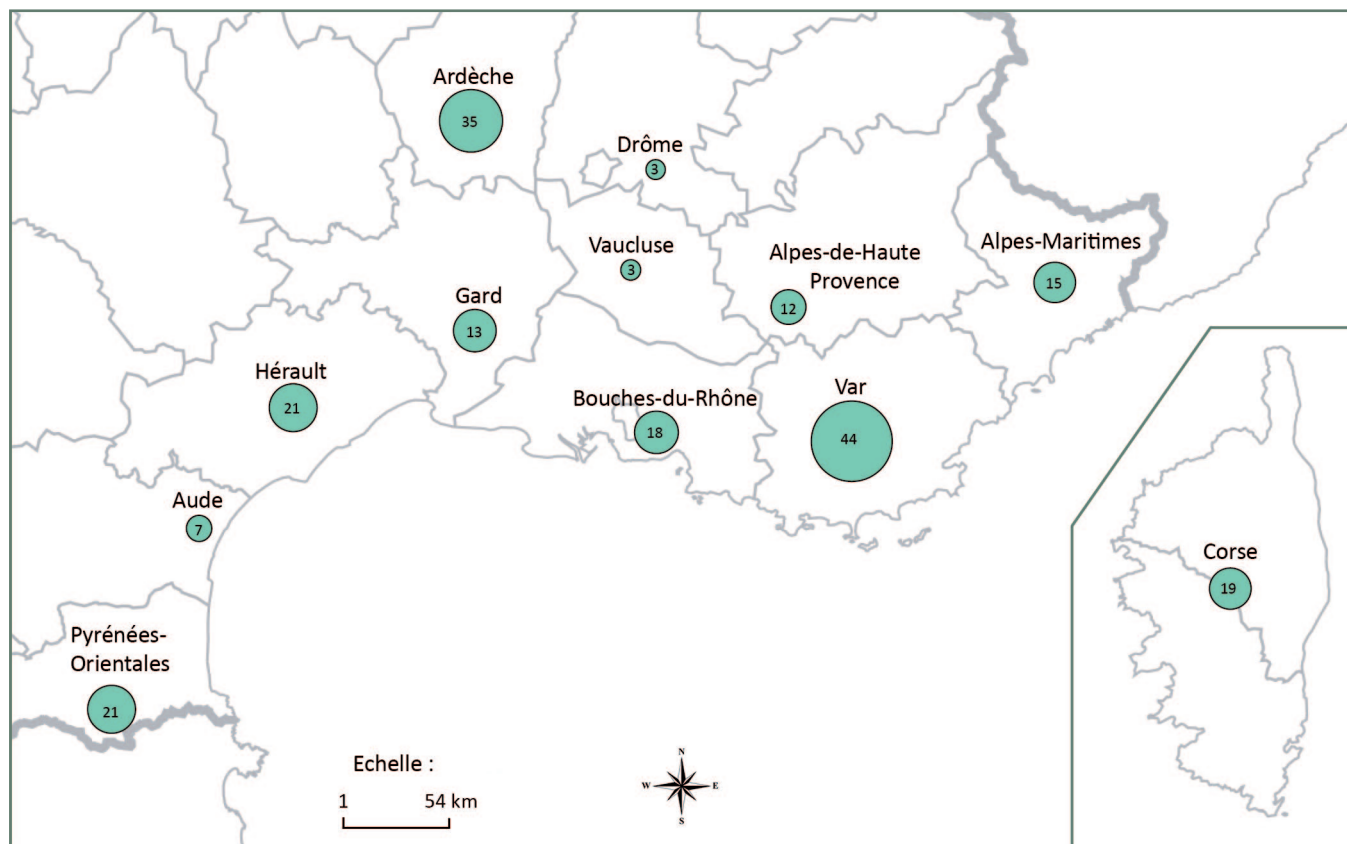 Ardèche
35
Drôme
3
Vaucluse
3
Alpes-de-Haute
Provence
12
Alpes-Maritimes
15
Gard
13
Hérault
21
Bouches-du-Rhône
18
Var
44
Aude
7
Corse
19
Pyrénées-
Orientales
21
Echelle :
1 54 km
N
W E
S